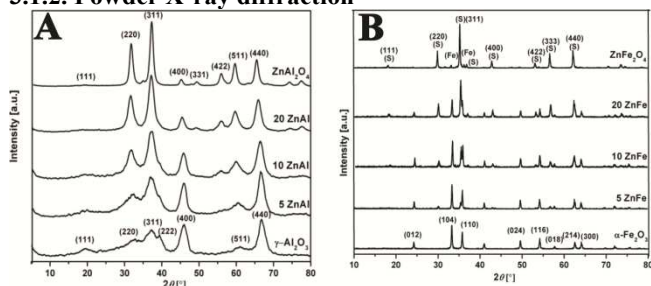 3.1.2. Powder X-ray diffraction
A
(311)
(220)
(511)
(440)
(422)
(400)
(331)
(111)
ZnAl2O4
20 ZnAl
10 ZnAl
5 ZnAl
(440)
(400)
(311)
(220)
(222)
(111)
(511)
γ-Al2O3
Intensity [a.u.]
5 10 20 30 40 50 60 70 80
2θ[°]
B
(S)(311)
(220)
(S)
(333)
(S)
(440)
(S)
(111)
(S)
(Fe)
(Fe)
(S)
(400)
(S)
(422)
(S)
ZnFe2O4
20 ZnFe
10 ZnFe
5 ZnFe
(104)
(110)
(012)
(024)
(116)
(018)
(214)
(300)
α-Fe2O3
Intensity [a.u.]
10 20 30 40 50 60 70 80
2θ[°]